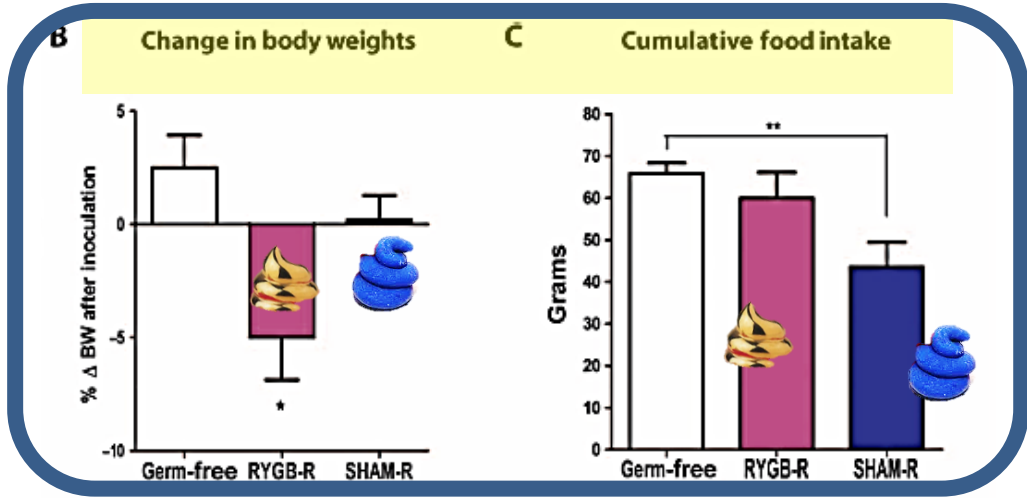 B Change in body weights
C Cumulative food intake
% Δ BW after inoculation
5
0
−5
−10
*
Germ-free RYGB-R SHAM-R
Grams
80
70
60
50
40
30
20
10
0
**
Germ-free RYGB-R SHAM-R